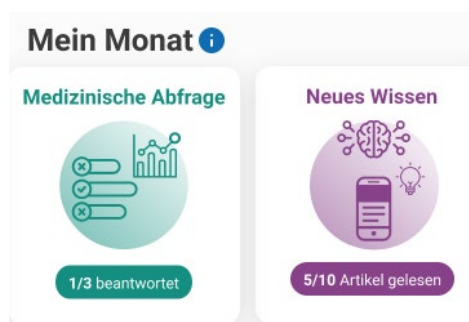 Mein Monat
Medizinische Abfrage
1/3 beantwortet
Neues Wissen
5/10 Artikel gelesen